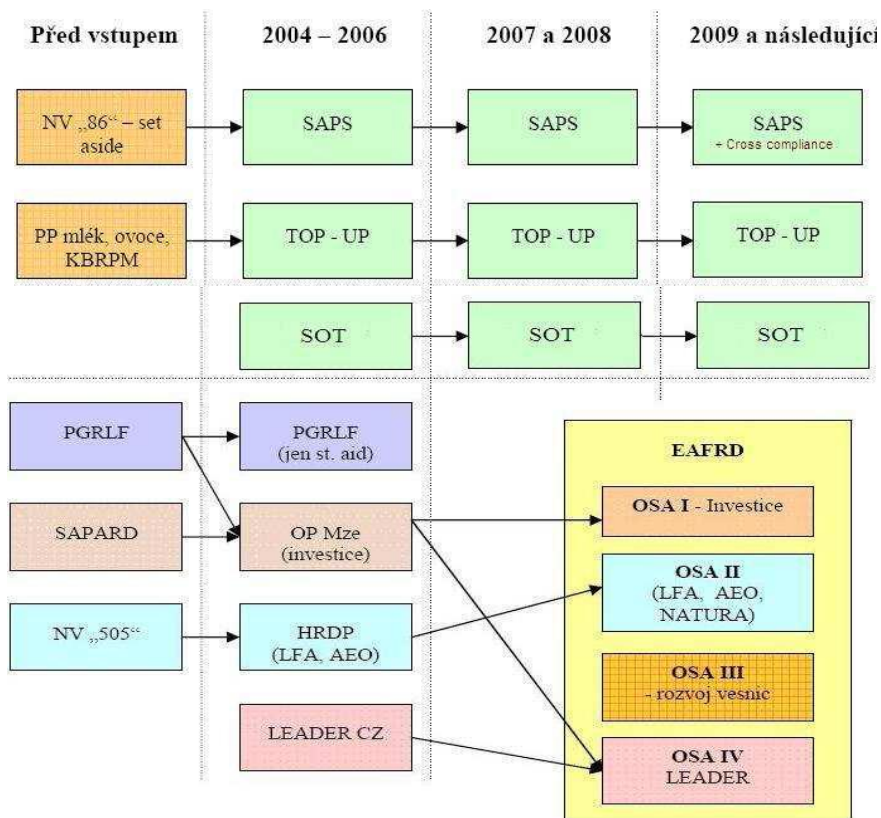 Před vstupem
2004 – 2006
2007 a 2008
2009 a následující
NV „86“ – set
aside
SAPS
SAPS
SAPS
+ Cross compliance
PP mlék, ovoce,
KBRPM
TOP - UP
TOP - UP
TOP - UP
SOT
SOT
SOT
PGRLF
PGRLF
(jen st. aid)
EAFRD
SAPARD
OP Mze
(investice)
OSA I - Investice
NV „505“
HRDP
(LFA, AEO)
OSA II
(LFA, AEO,
NATURA)
OSA III
- rozvoj vesnic
LEADER CZ
OSA IV
LEADER